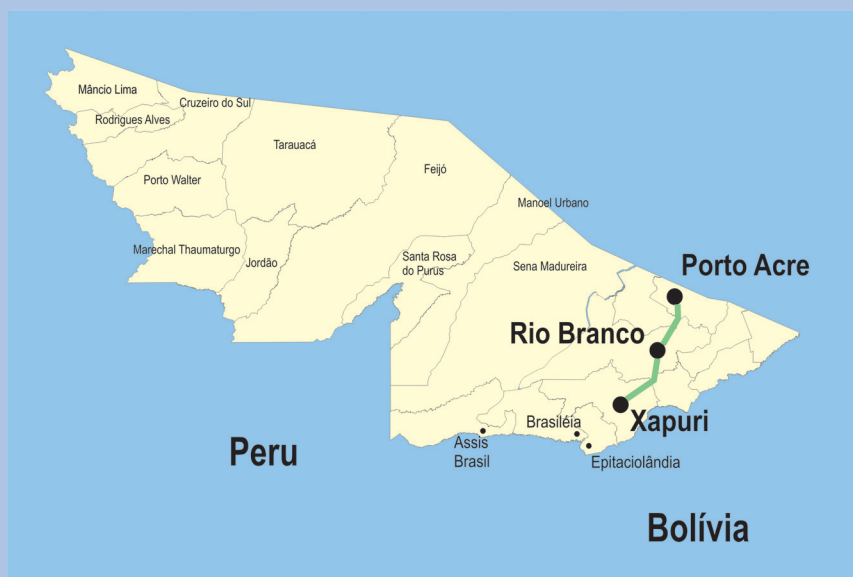 Mâncio Lima
Cruzeiro do Sul
Rodrigues Alves
Tarauacá
Feijó
Porto Walter
Manoel Urbano
Marechal Thaumaturgo
Jordão
Santa Rosa
do Purus
Sena Madureira
Porto Acre
Rio Branco
Xapuri
Brasiléia
Assis
Brasil
Epitaciolândia
Peru
Bolívia